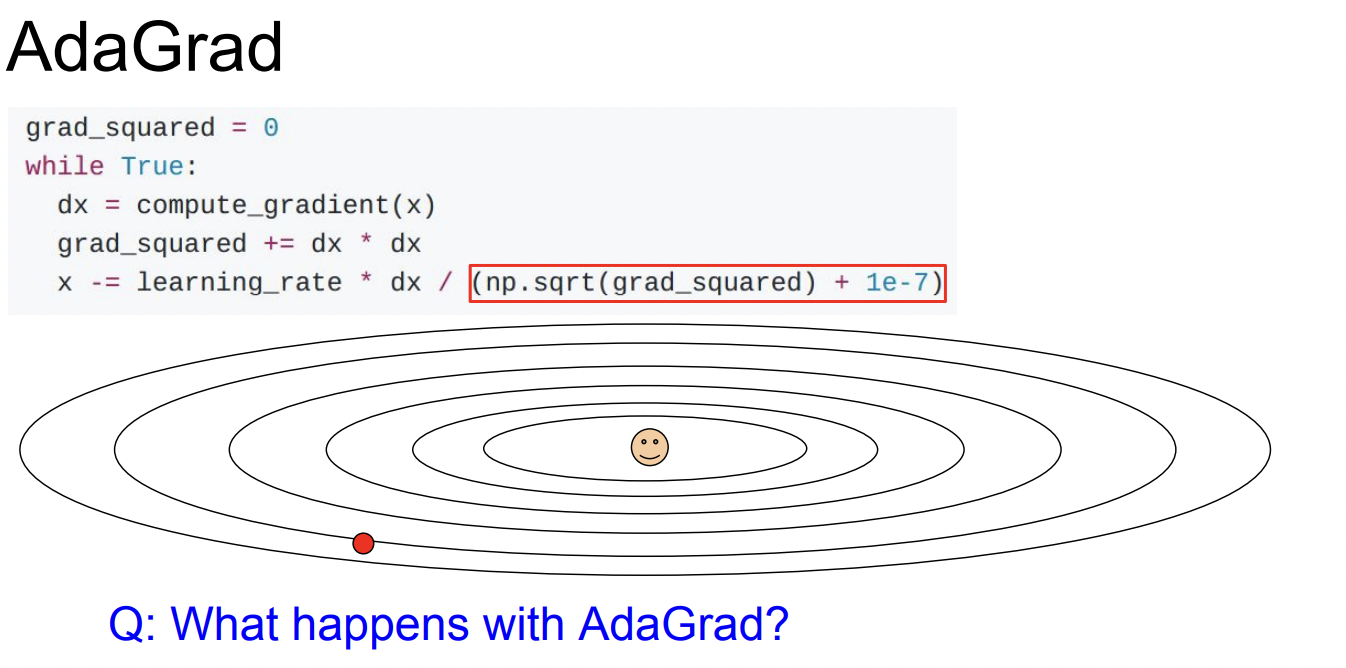 AdaGrad
grad_squared = 0
while True:
dx = compute_gradient(x)
grad_squared += dx * dx
x -= learning_rate * dx / (np.sqrt(grad_squared) + 1e-7)
Q: What happens with AdaGrad?